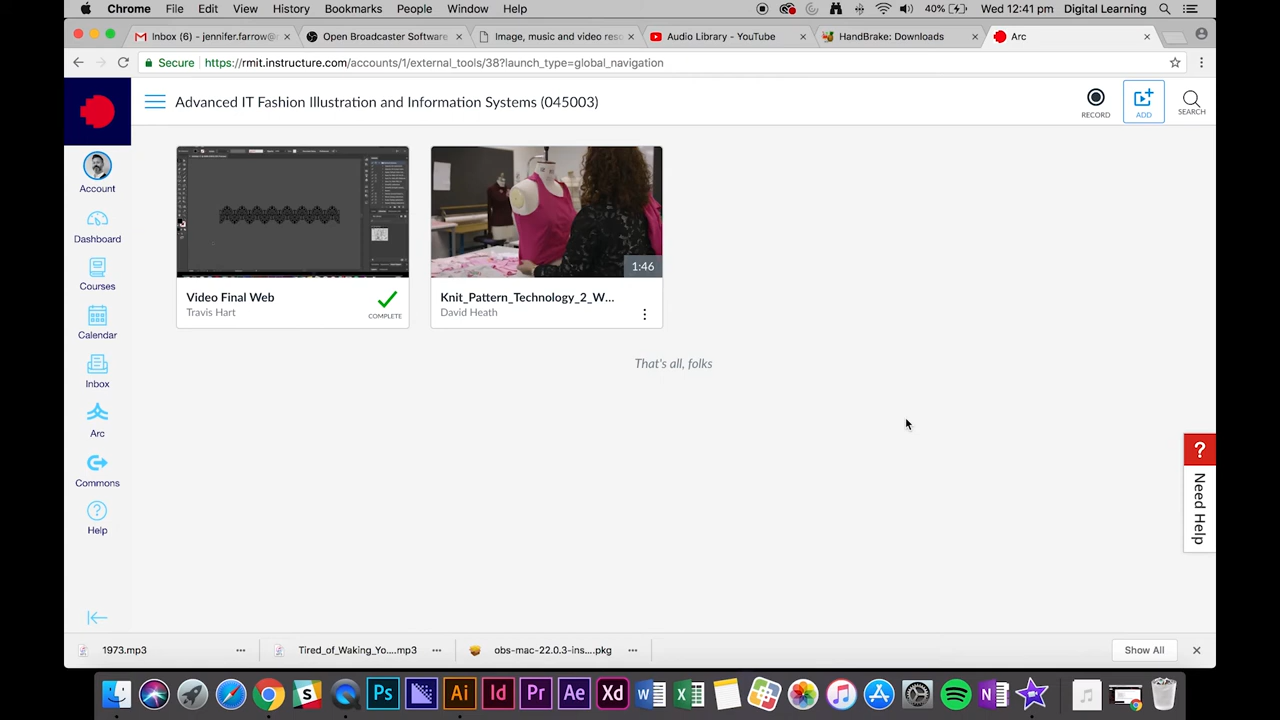 Chrome File Edit View History Bookmarks People Window Help 40% Wed 12:41 pm Digital Learning
Inbox (6) - jennifer.farrow@ Open Broadcaster Software Image, music and video res Audio Library - YouTube HandBrake: Downloads Arc
Secure https://rmit.instructure.com/accounts/1/external_tools/38?launch_type=global_navigation
Advanced IT Fashion Illustration and Information Systems (045003)
RECORD
ADD
SEARCH
Account
Dashboard
Courses
Calendar
Inbox
Arc
Commons
Help
Video Final Web
Travis Hart
COMPLETE
1:46
Knit_Pattern_Technology_2_W...
David Heath
That's all, folks
? Need Help
1973.mp3 Tired_of_Waking_Yo....mp3 obs-mac-22.0.3-ins....pkg Show All
Ps Ai Id Pr Ae Xd W X N